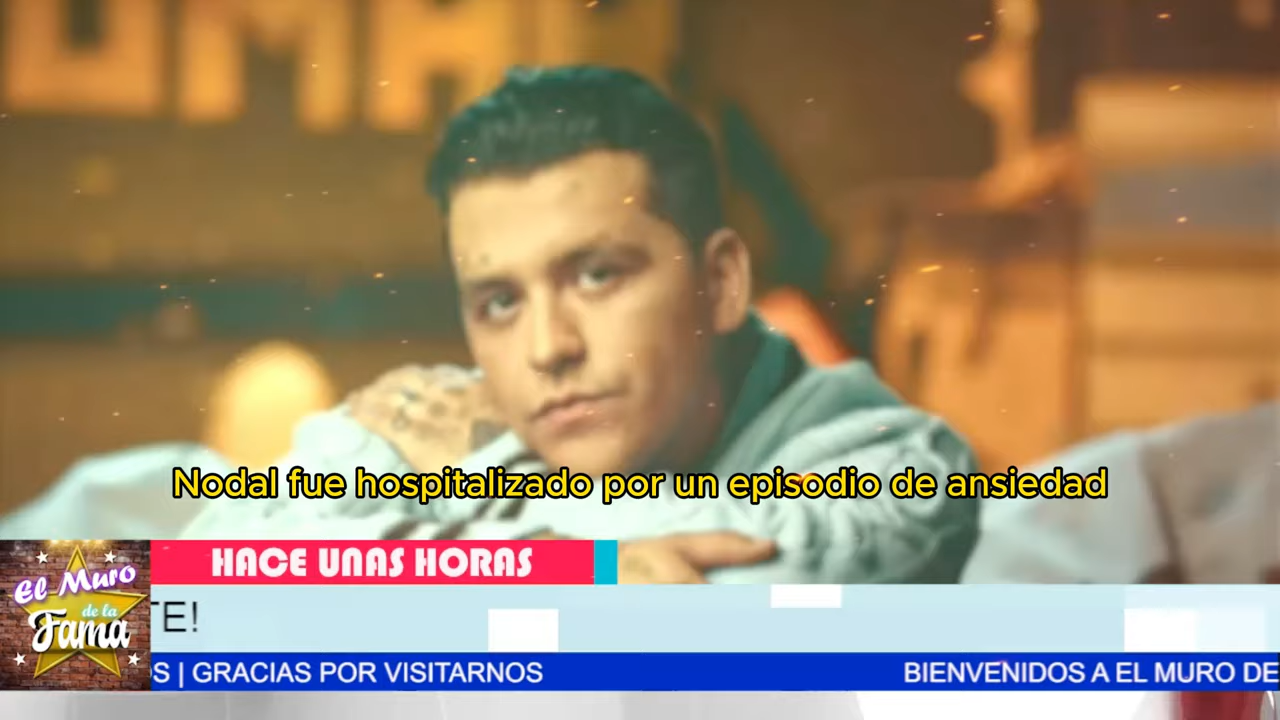 Nodal fue hospitalizado por un episodio de ansiedad
HACE UNAS HORAS
El Muro
de la
Fama
TE!
OS | GRACIAS POR VISITARNOS
BIENVENIDOS A EL MURO DE